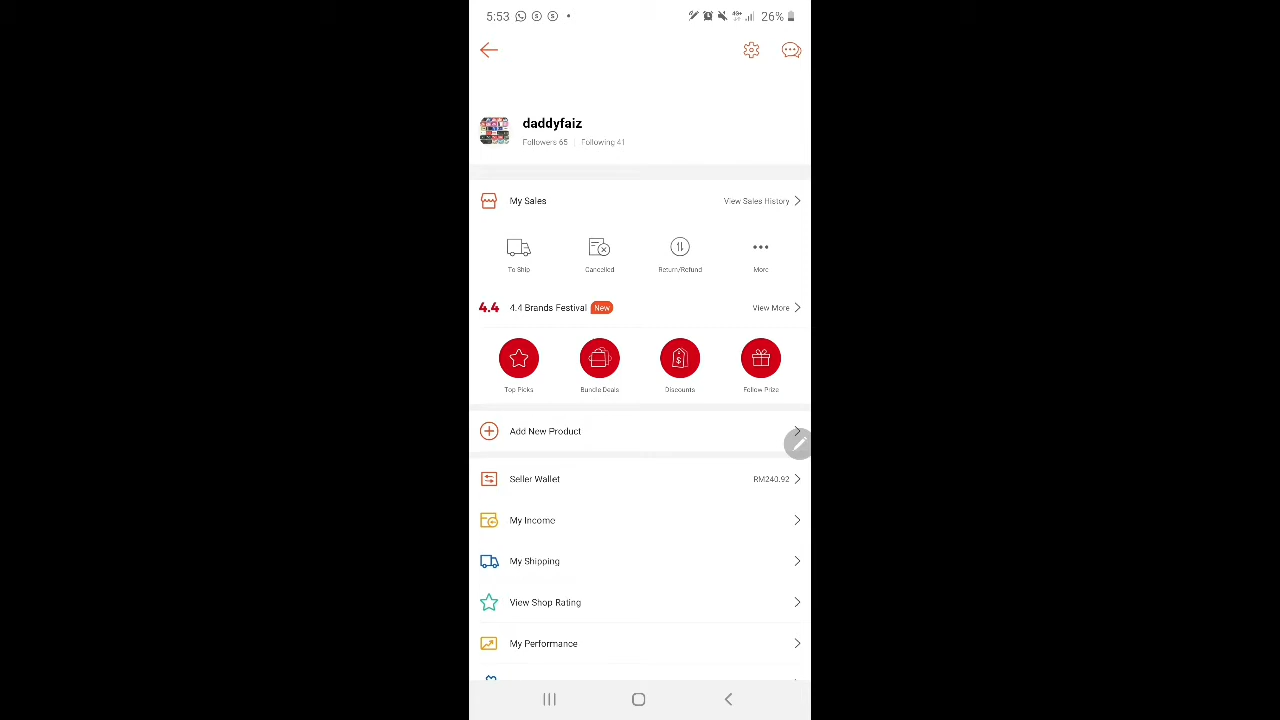 5:53 26%
daddyfaiz
Followers 65 | Following 41
My Sales View Sales History
To Ship Cancelled Return/Refund More
4.4 4.4 Brands Festival New View More
Top Picks Bundle Deals Discounts Follow Prize
Add New Product
Seller Wallet RM240.92
My Income
My Shipping
View Shop Rating
My Performance